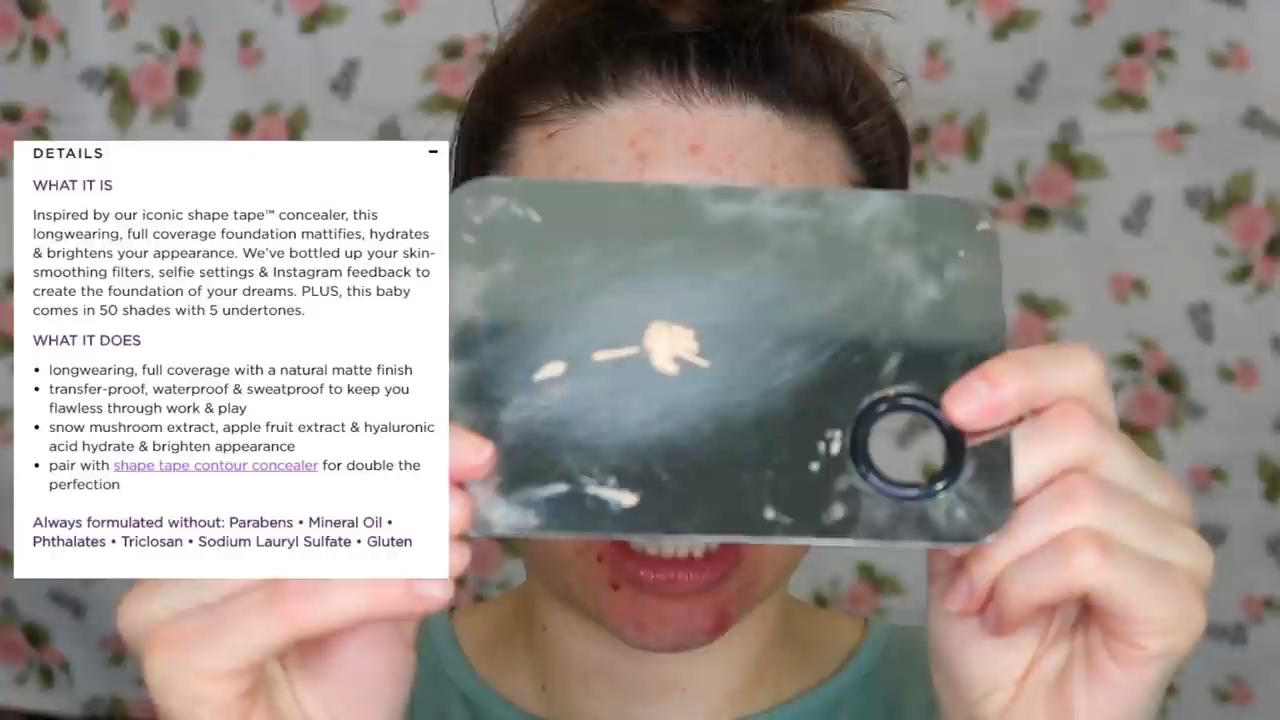 DETAILS
WHAT IT IS
Inspired by our iconic shape tape™ concealer, this
longwearing, full coverage foundation mattifies, hydrates
& brightens your appearance. We've bottled up your skin-
smoothing filters, selfie settings & Instagram feedback to
create the foundation of your dreams. PLUS, this baby
comes in 50 shades with 5 undertones.
WHAT IT DOES
• longwearing, full coverage with a natural matte finish
• transfer-proof, waterproof & sweatproof to keep you
flawless through work & play
• snow mushroom extract, apple fruit extract & hyaluronic
acid hydrate & brighten appearance
• pair with shape tape contour concealer for double the
perfection
Always formulated without: Parabens • Mineral Oil •
Phthalates • Triclosan • Sodium Lauryl Sulfate • Gluten